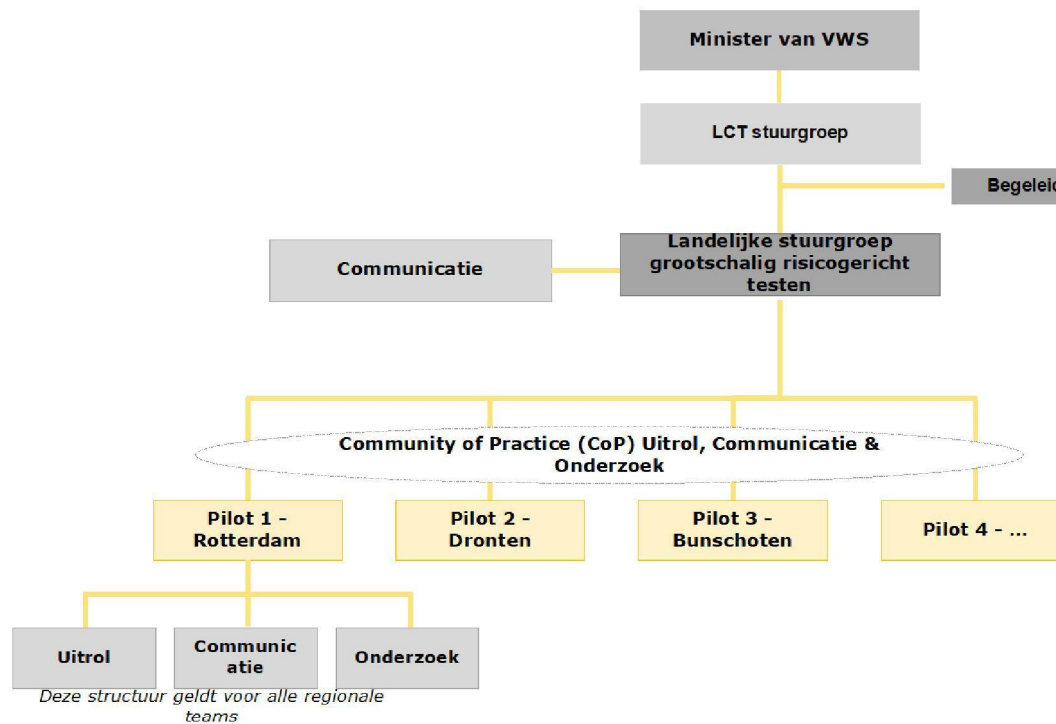 Minister van VWS
LCT stuurgroep
Begeleid
Landelijke stuurgroep
grootschalig risicogericht
testen
Communicatie
Community of Practice (CoP) Uitrol, Communicatie &
Onderzoek
Pilot 1 -
Rotterdam
Pilot 2 -
Dronten
Pilot 3 -
Bunschoten
Pilot 4 - ...
Uitrol
Communic
atie
Onderzoek
Deze structuur geldt voor alle regionale
teams